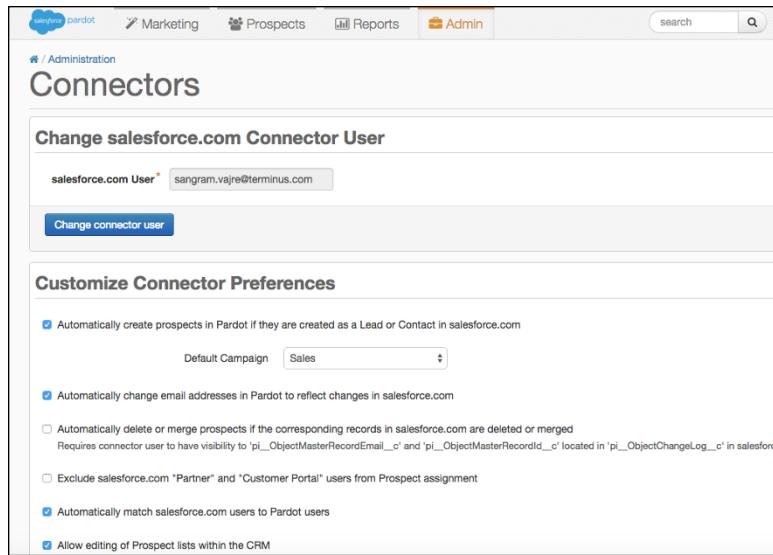 salesforce pardot Marketing Prospects Reports Admin search
/ Administration
Connectors
Change salesforce.com Connector User
salesforce.com User* sangram.vajre@terminus.com
Change connector user
Customize Connector Preferences
Automatically create prospects in Pardot if they are created as a Lead or Contact in salesforce.com
Default Campaign Sales
Automatically change email addresses in Pardot to reflect changes in salesforce.com
Automatically delete or merge prospects if the corresponding records in salesforce.com are deleted or merged
Requires connector user to have visibility to 'pi__ObjectMasterRecordEmail__c' and 'pi__ObjectMasterRecordId__c' located in 'pi__ObjectChangeLog__c' in salesforc
Exclude salesforce.com "Partner" and "Customer Portal" users from Prospect assignment
Automatically match salesforce.com users to Pardot users
Allow editing of Prospect lists within the CRM